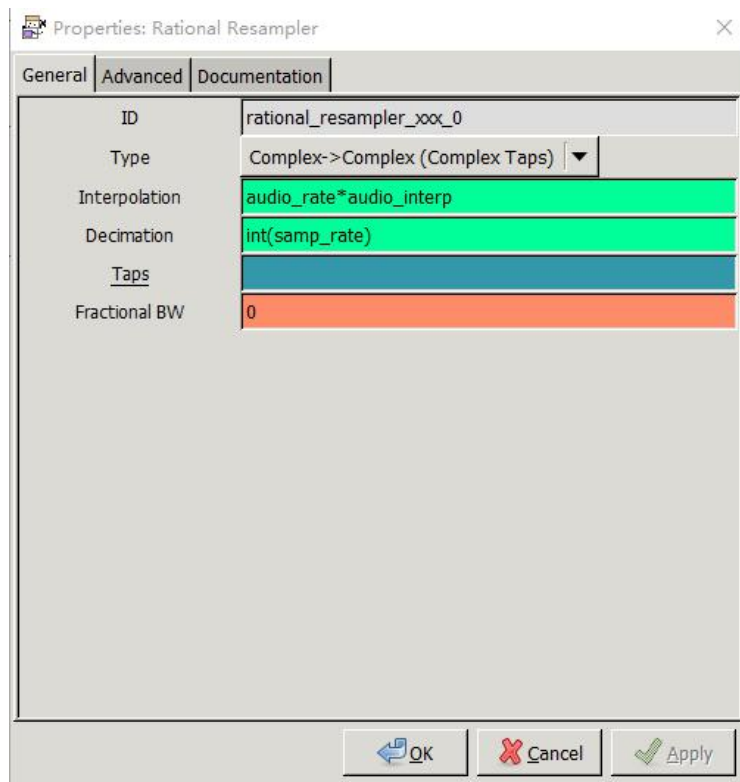 Properties: Rational Resampler
General Advanced Documentation
ID rational_resampler_xxx_0
Type Complex->Complex (Complex Taps)
Interpolation audio_rate*audio_interp
Decimation int(samp_rate)
Taps
Fractional BW 0
OK Cancel Apply